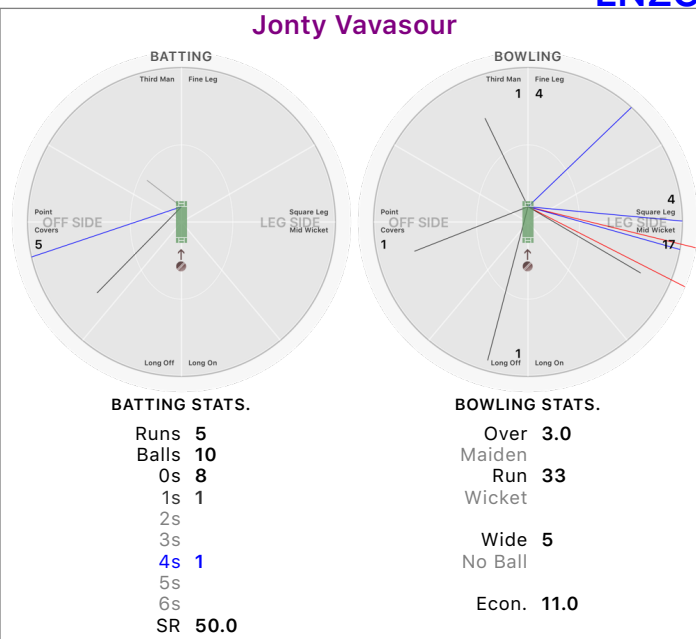 Jonty Vavasour
BATTING
Third Man Fine Leg
Point
OFF SIDE
Covers
5
Square Leg
LEG SIDE
Mid Wicket
Long Off Long On
BATTING STATS.
Runs 5
Balls 10
0s 8
1s 1
2s
3s
4s 1
5s
6s
SR 50.0
BOWLING
Third Man Fine Leg
1 4
Point
OFF SIDE
Covers
1
4
Square Leg
LEG SIDE
Mid Wicket
17
1
Long Off Long On
BOWLING STATS.
Over 3.0
Maiden
Run 33
Wicket
Wide 5
No Ball
Econ. 11.0